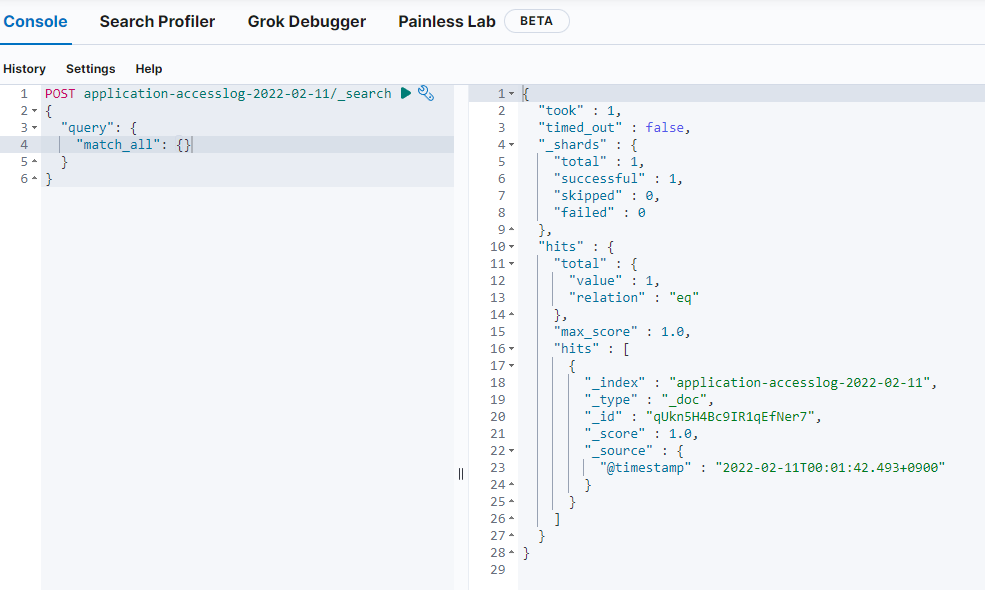 Console Search Profiler Grok Debugger Painless Lab BETA
History Settings Help
1 POST application-accesslog-2022-02-11/_search
2 {
3 "query": {
4 "match_all": {}
5 }
6 }
1 {
2 "took" : 1,
3 "timed_out" : false,
4 "_shards" : {
5 "total" : 1,
6 "successful" : 1,
7 "skipped" : 0,
8 "failed" : 0
9 },
10 "hits" : {
11 "total" : {
12 "value" : 1,
13 "relation" : "eq"
14 },
15 "max_score" : 1.0,
16 "hits" : [
17 {
18 "_index" : "application-accesslog-2022-02-11",
19 "_type" : "_doc",
20 "_id" : "qUkn5H4Bc9IR1qEfNer7",
21 "_score" : 1.0,
22 "_source" : {
23 "@timestamp" : "2022-02-11T00:01:42.493+0900"
24 }
25 }
26 ]
27 }
28 }
29